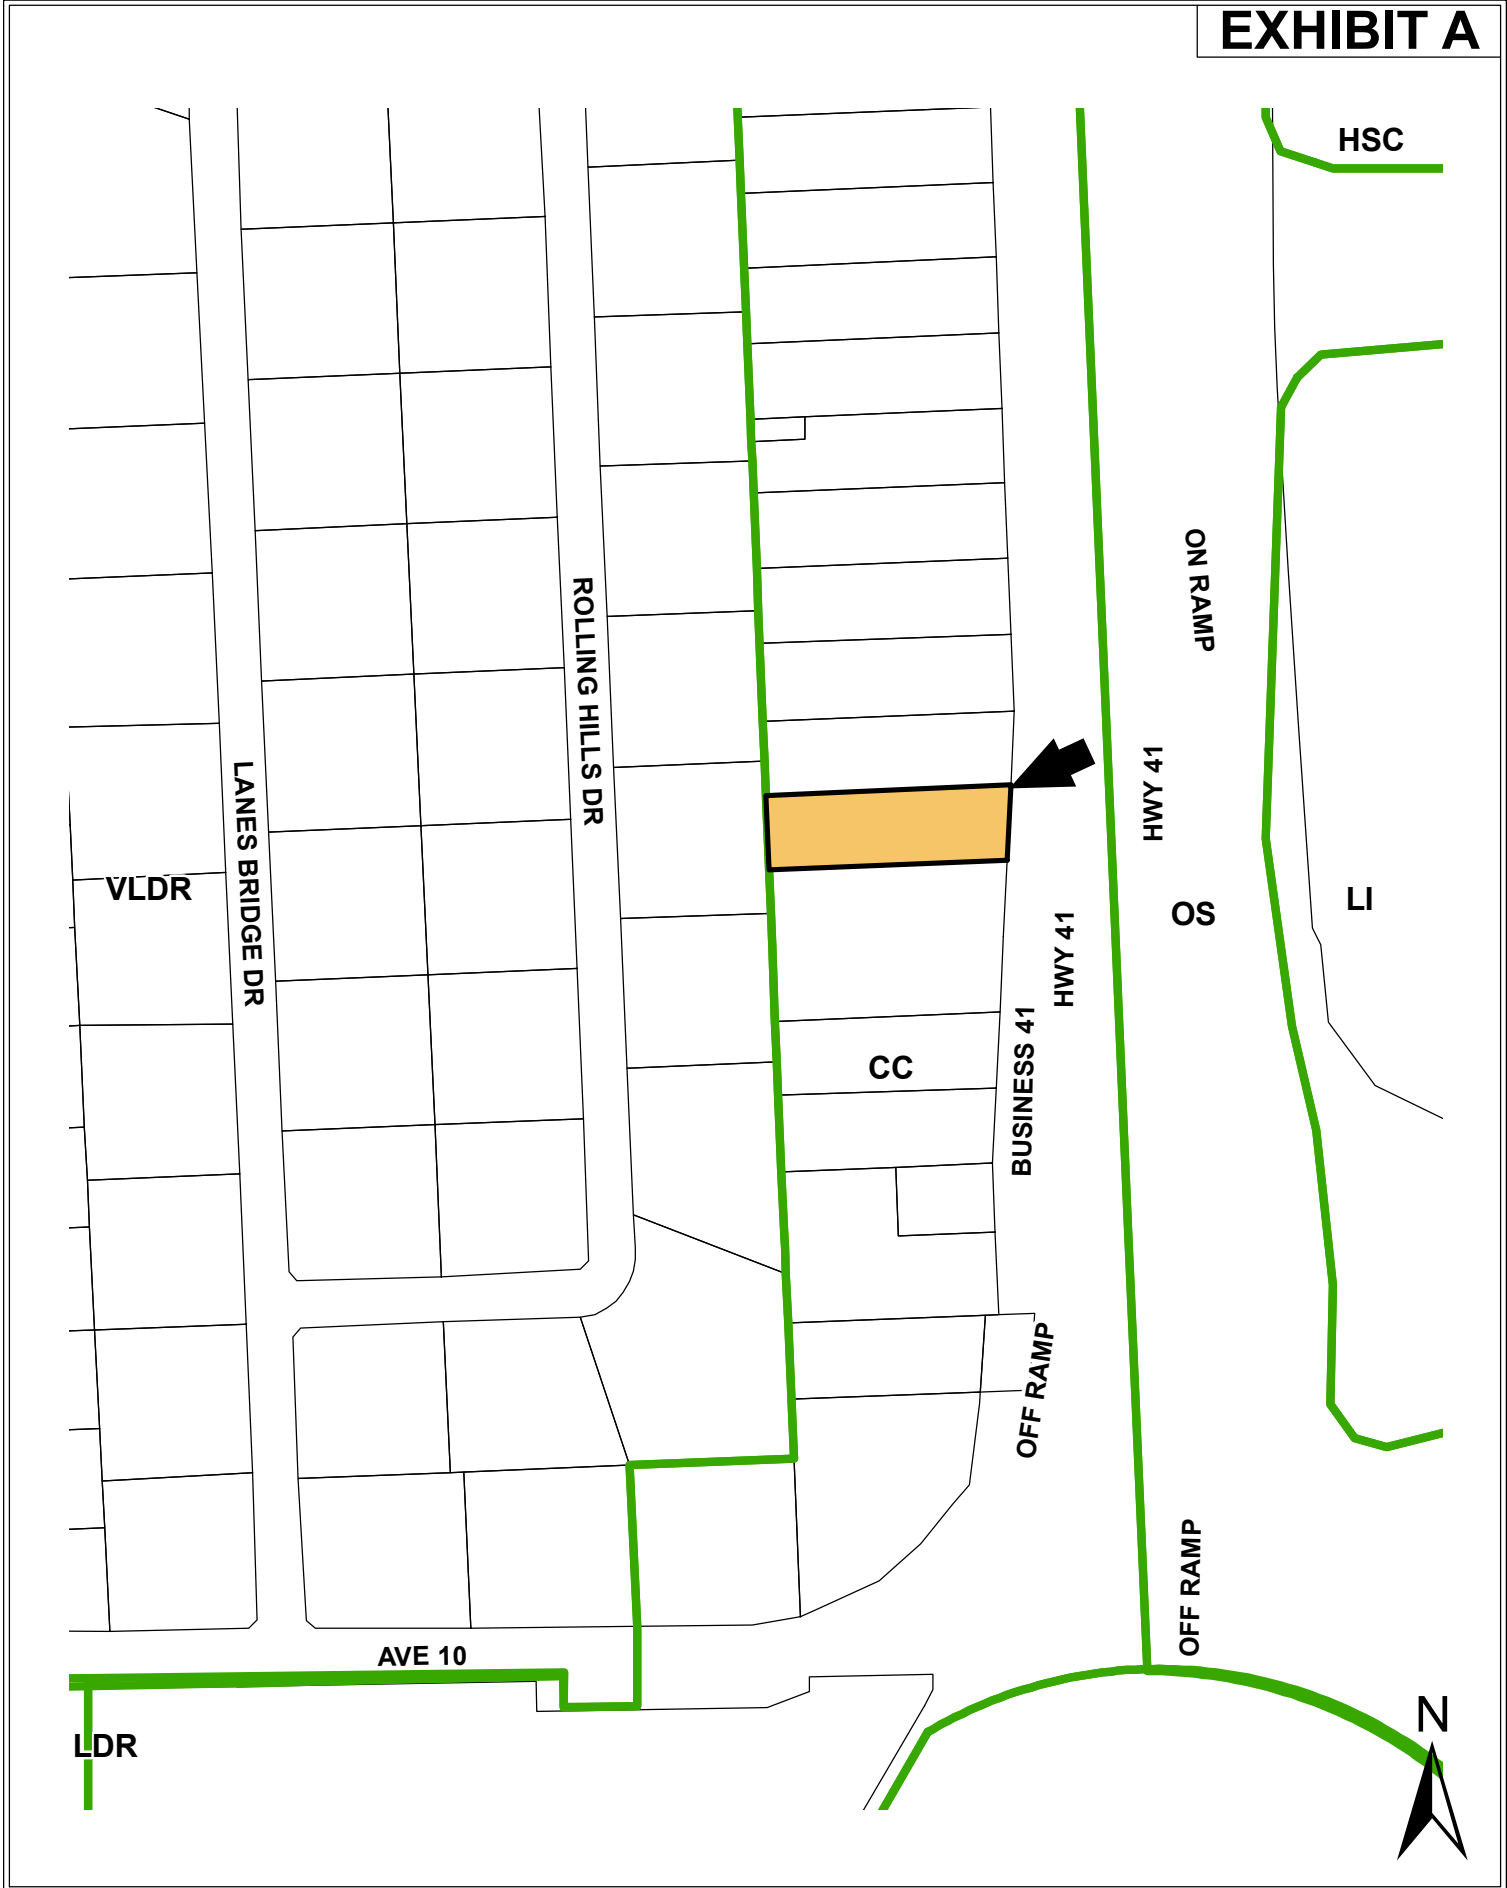 EXHIBIT A
HSC
ON RAMP
ROLLING HILLS DR
LANES BRIDGE DR
HWY 41
VLDR
LI
OS
HWY 41
BUSINESS 41
CC
OFF RAMP
OFF RAMP
AVE 10
LDR
N